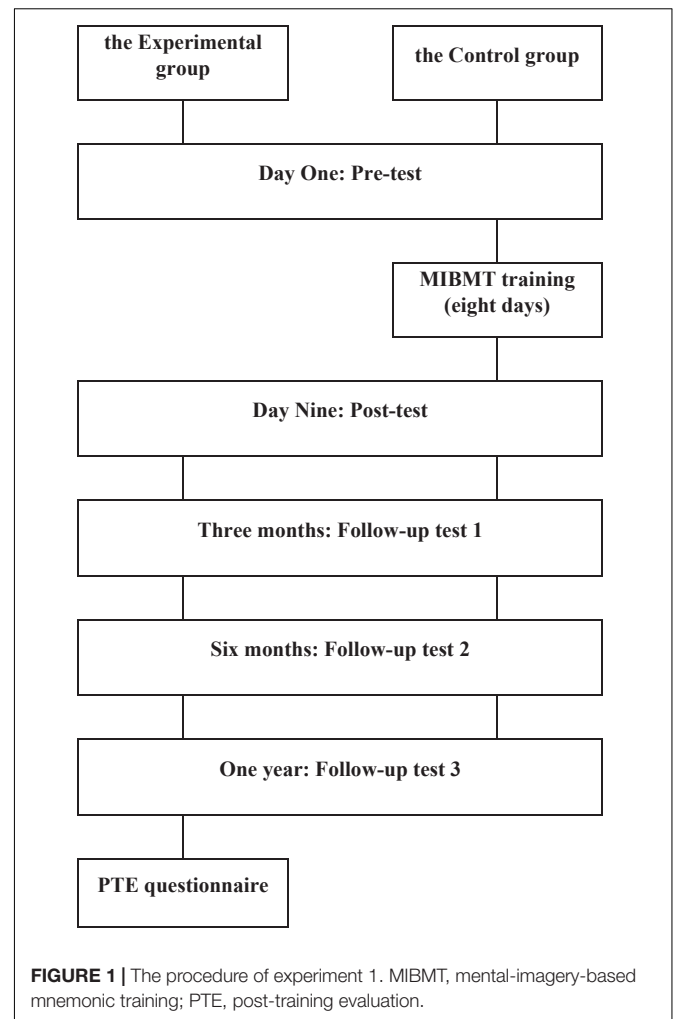 the Experimental
group
the Control group
Day One: Pre-test
MIBMT training
(eight days)
Day Nine: Post-test
Three months: Follow-up test 1
Six months: Follow-up test 2
One year: Follow-up test 3
PTE questionnaire
FIGURE 1 | The procedure of experiment 1. MIBMT, mental-imagery-based
mnemonic training; PTE, post-training evaluation.